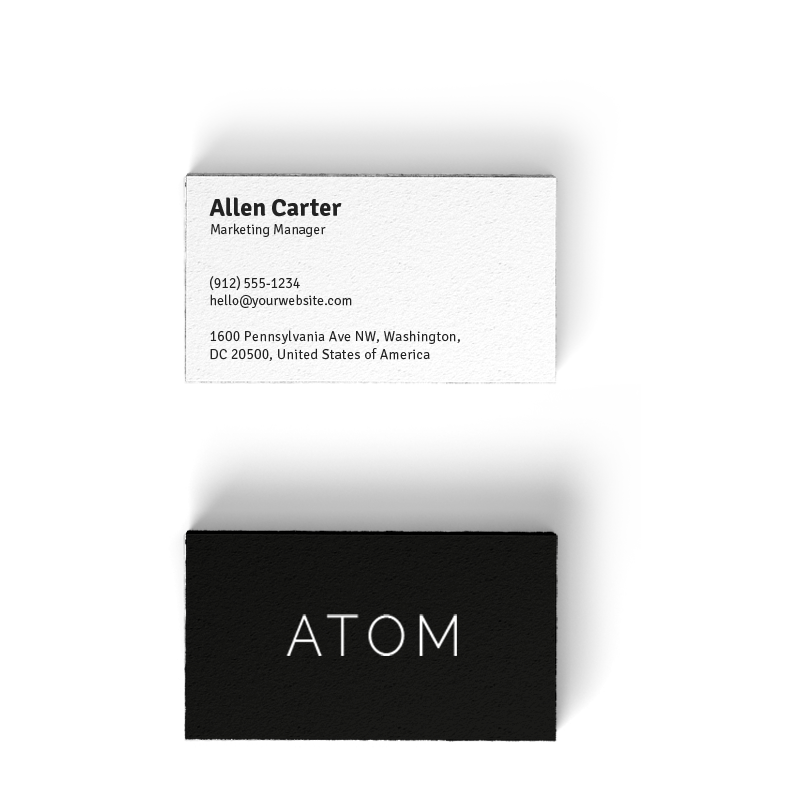 Allen Carter
Marketing Manager
(912) 555-1234
hello@yourwebsite.com
1600 Pennsylvania Ave NW, Washington,
DC 20500, United States of America
ATOM